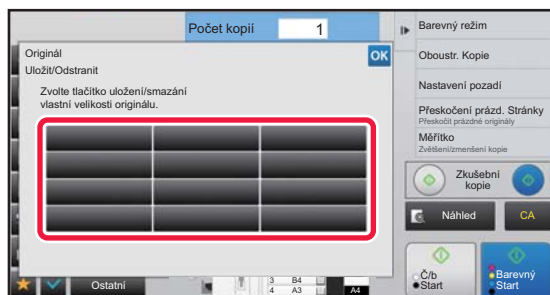 Počet kopií 1
Originál
OK
Uložit/Odstranit
Zvolte tlačítko uložení/smazání
vlastní velikosti originálu.
Ostatní
3 B4
4 A3
A4
Barevný režim
Oboustr. Kopie
Nastavení pozadí
Přeskočení prázd. Stránky
Přeskočit prázdné originály
Měřítko
Zvětšení/zmenšení kopie
Zkušební
kopie
Náhled
CA
Č/b
Start
Barevný
Start